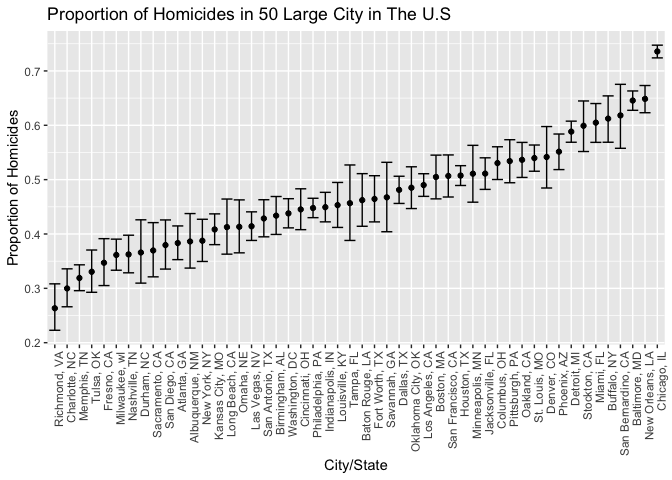 Proportion of Homicides in 50 Large City in The U.S
Proportion of Homicides
0.7
0.6
0.5
0.4
0.3
0.2
Richmond, VA
Charlotte, NC
Memphis, TN
Tulsa, OK
Fresno, CA
Milwaukee, wI
Nashville, TN
Durham, NC
Sacramento, CA
San Diego, CA
Atlanta, GA
Albuquerque, NM
New York, NY
Kansas City, MO
Long Beach, CA
Omaha, NE
Las Vegas, NV
San Antonio, TX
Birmingham, AL
Washington, DC
Cincinnati, OH
Philadelphia, PA
Indianapolis, IN
Louisville, KY
Tampa, FL
Baton Rouge, LA
Fort Worth, TX
Savannah, GA
Dallas, TX
Oklahoma City, OK
Los Angeles, CA
Boston, MA
San Francisco, CA
Houston, TX
Minneapolis, MN
Jacksonville, FL
Columbus, OH
Pittsburgh, PA
Oakland, CA
St. Louis, MO
Denver, CO
Phoenix, AZ
Detroit, MI
Stockton, CA
Miami, FL
Buffalo, NY
San Bernardino, CA
Baltimore, MD
New Orleans, LA
Chicago, IL
City/State